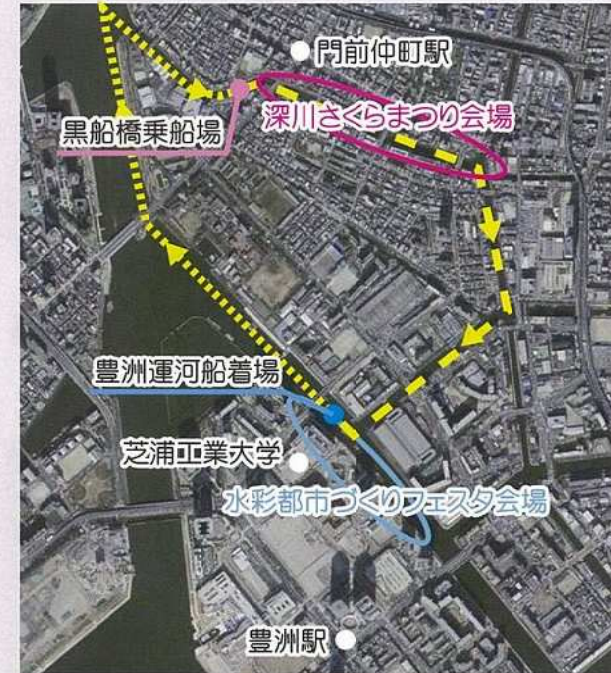 門前仲町駅
深川さくらまつり会場
黒船橋乗船場
豊洲運河船着場
芝浦工業大学
水彩都市づくりフェスタ会場
豊洲駅